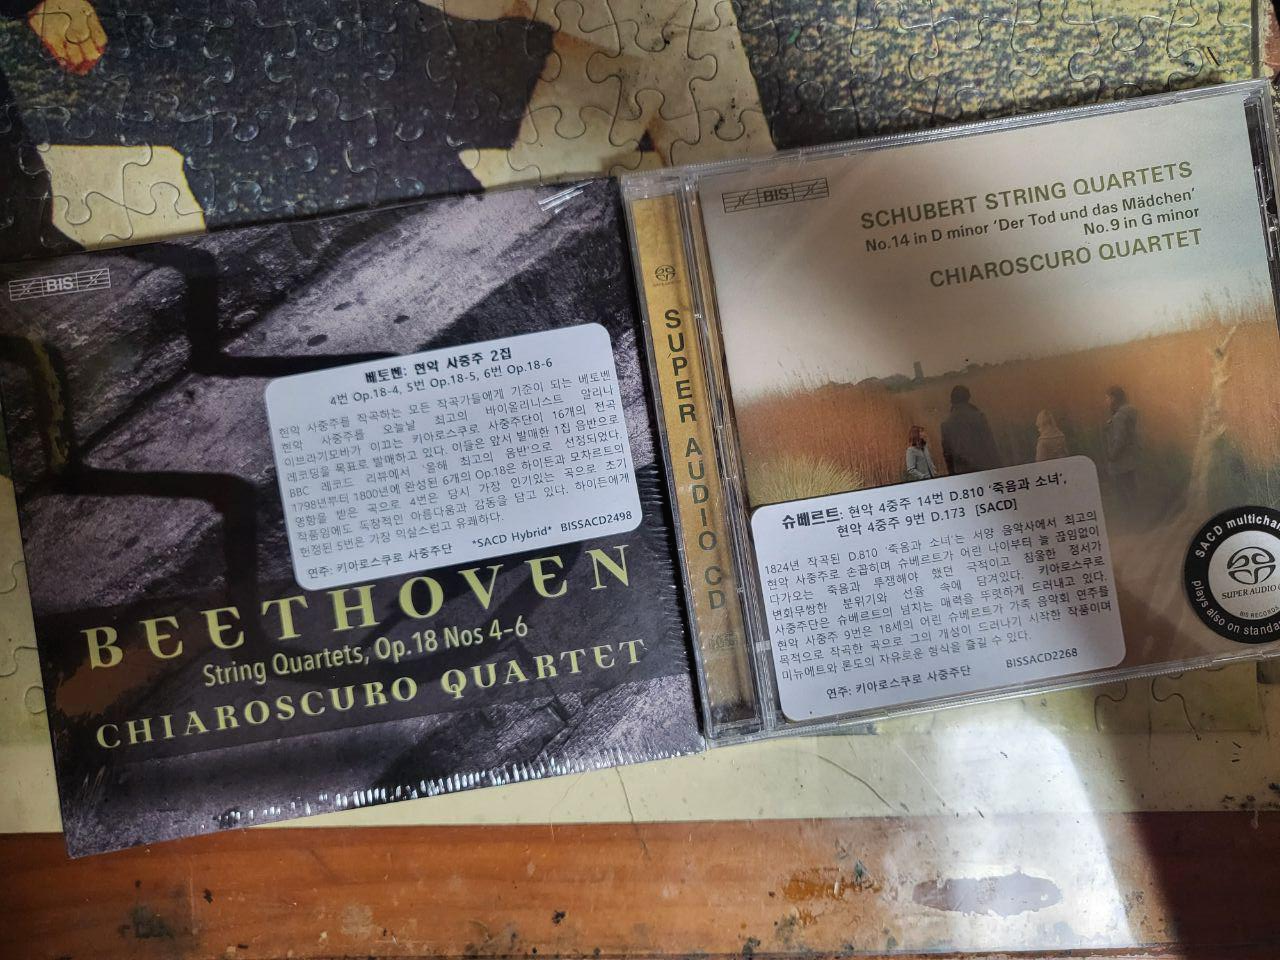 BIS
베토벤: 현악 사중주 2집
4번 Op.18-4, 5번 Op.18-5, 6번 Op.18-6
현악 사중주를 작곡하는 모든 작곡가들에게 기준이 되는 베토벤
현악 사중주를 오늘날 최고의 바이올리니스트 알리나
이브라기모바가 이끄는 키아로스쿠로 사중주단이 16개의 전곡
레코딩을 목표로 발매하고 있다. 이들은 앞서 발매한 1집 음반으로
BBC 레코드 리뷰에서 '올해 최고의 음반'으로 선정되었다.
1798년부터 1800년에 완성된 6개의 Op.18은 하이든과 모차르트의
영향을 받은 곡으로 4번은 당시 가장 인기있는 곡으로 초기
작품임에도 독창적인 아름다움과 감동을 담고 있다. 하이든에게
헌정된 5번은 가장 익살스럽고 유쾌하다.
연주: 키아로스쿠로 사중주단 *SACD Hybrid* BISSACD2498
BEETHOVEN
String Quartets, Op.18 Nos 4–6
CHIAROSCURO QUARTET
SUPER AUDIO CD
BIS
SCHUBERT STRING QUARTETS
No.14 in D minor 'Der Tod und das Mädchen'
No.9 in G minor
CHIAROSCURO QUARTET
슈베르트: 현악 4중주 14번 D.810 '죽음과 소녀',
현악 4중주 9번 D.173 [SACD]
1824년 작곡된 D.810 '죽음과 소녀'는 서양 음악사에서 최고의
현악 사중주로 손꼽히며 슈베르트가 어린 나이부터 늘 끊임없이
다가오는 죽음과 투쟁해야 했던 극적이고 침울한 정서가
변화무쌍한 분위기와 선율 속에 담겨있다. 키아로스쿠로
사중주단은 슈베르트의 넘치는 매력을 뚜렷하게 드러내고 있다.
현악 사중주 9번은 18세의 어린 슈베르트가 가족 음악회 연주를
목적으로 작곡한 곡으로 그의 개성이 드러나기 시작한 작품이며
미뉴에트와 론도의 자유로운 형식을 즐길 수 있다.
연주: 키아로스쿠로 사중주단 BISSACD2268
SACD multichan
SUPER AUDIO
BIS RECORDS
plays also on standa